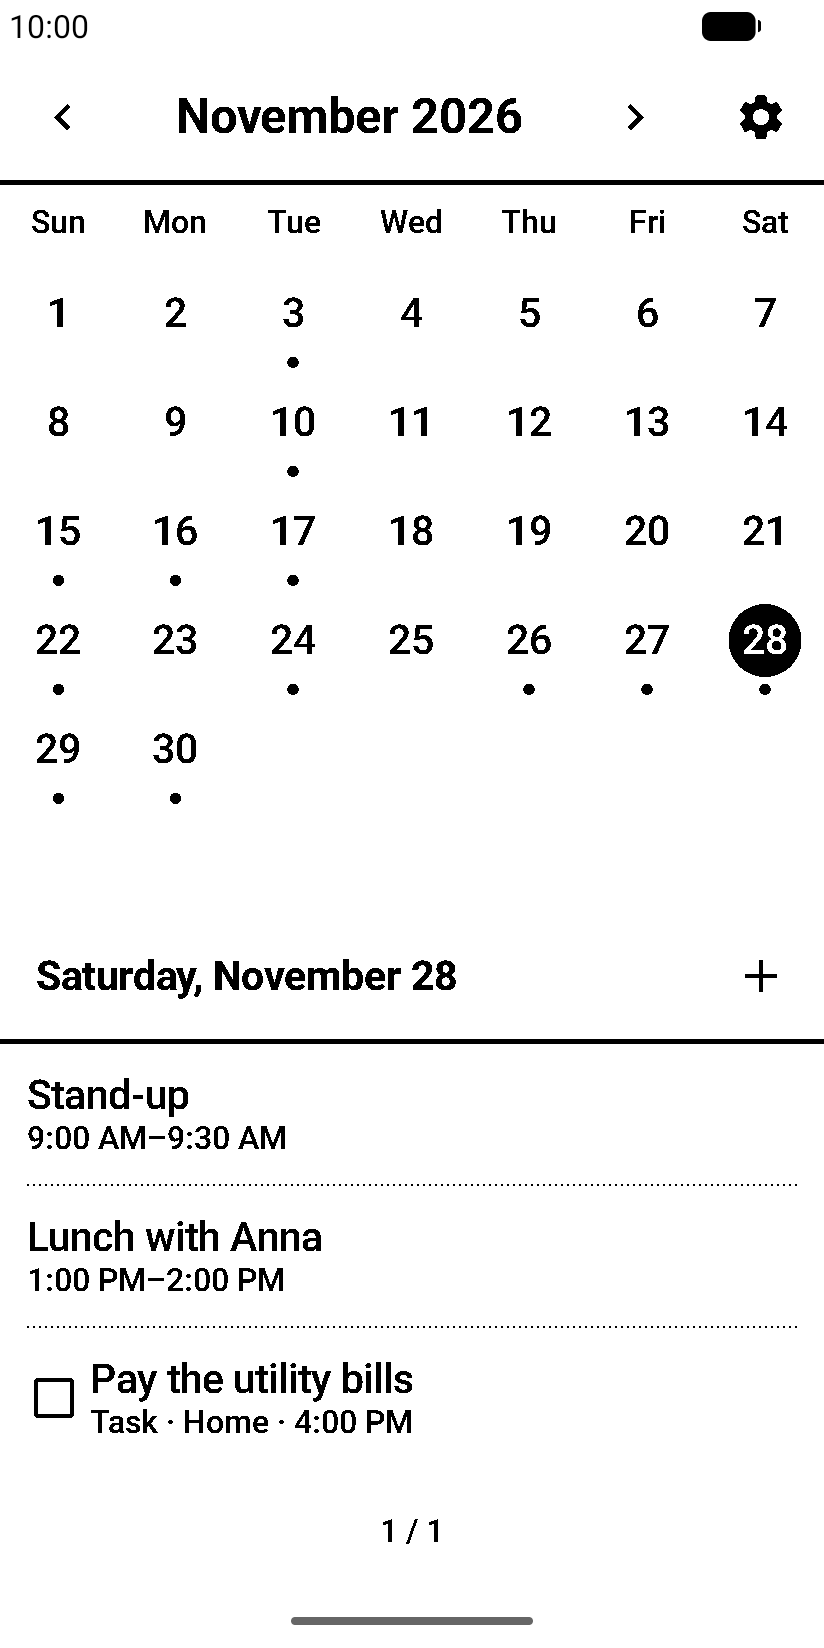 10:00
November 2026
Sun Mon Tue Wed Thu Fri Sat
1 2 3 4 5 6 7
8 9 10 11 12 13 14
15 16 17 18 19 20 21
22 23 24 25 26 27 28
29 30
Saturday, November 28
Stand-up
9:00 AM–9:30 AM
Lunch with Anna
1:00 PM–2:00 PM
Pay the utility bills
Task · Home · 4:00 PM
1 / 1